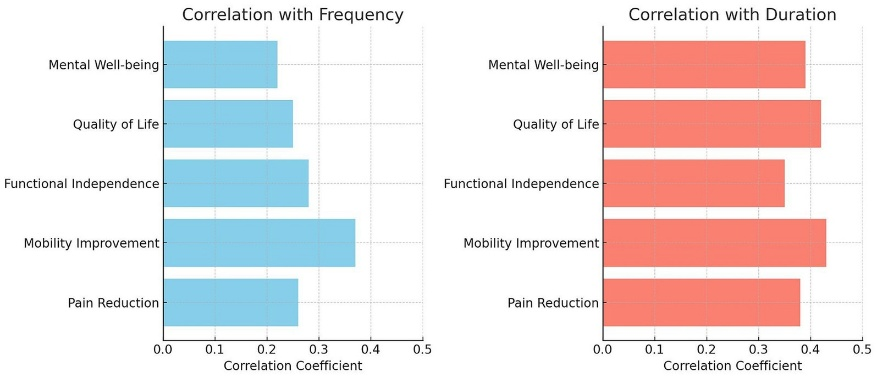 Correlation with Frequency
Mental Well-being
Quality of Life
Functional Independence
Mobility Improvement
Pain Reduction
0.0 0.1 0.2 0.3 0.4 0.5
Correlation Coefficient
Correlation with Duration
Mental Well-being
Quality of Life
Functional Independence
Mobility Improvement
Pain Reduction
0.0 0.1 0.2 0.3 0.4 0.5
Correlation Coefficient